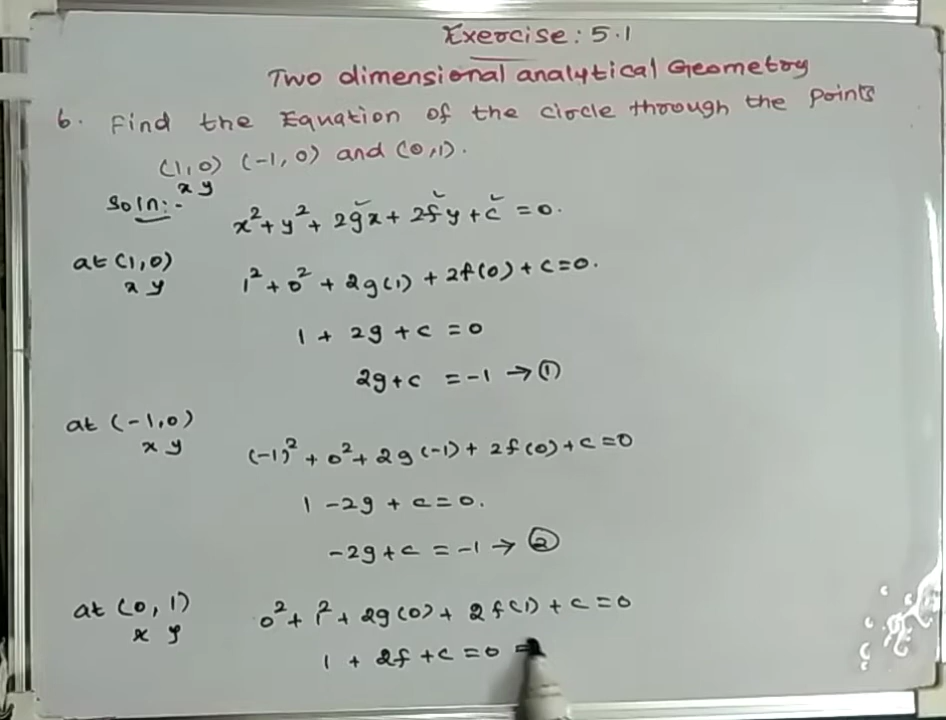 Exercise: 5.1
Two dimensional analytical Geometry
6. Find the Equation of the circle through the points
(1,0) (-1,0) and (0,1).
x y
Soln:-
x²+y²+2gx+2fy+c=0.
at (1,0) 1²+0²+2g(1)+2f(0)+c=0.
x y
1+2g+c=0
2g+c=-1→①
at (-1,0)
x y
(-1)²+0²+2g(-1)+2f(0)+c=0
1-2g+c=0.
-2g+c=-1→②
at (0,1) 0²+1²+2g(0)+2f(1)+c=0
x y
1+2f+c=0 =